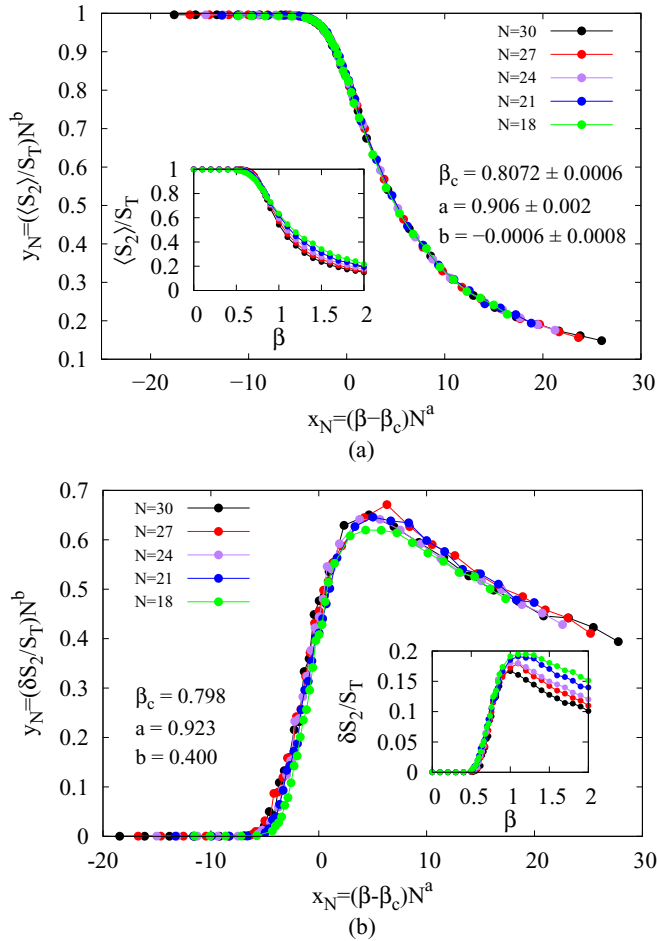 y_N=(⟨S_2⟩/S_T)N^b
1
0.9
0.8
0.7
0.6
0.5
0.4
0.3
0.2
0.1
N=30
N=27
N=24
N=21
N=18
β_c = 0.8072 ± 0.0006
a = 0.906 ± 0.002
b = −0.0006 ± 0.0008
⟨S_2⟩/S_T
1
0.8
0.6
0.4
0.2
0
0 0.5 1 1.5 2
β
−20 −10 0 10 20 30
x_N=(β−β_c)N^a
(a)
y_N=(δS_2/S_T)N^b
0.7
0.6
0.5
0.4
0.3
0.2
0.1
0
N=30
N=27
N=24
N=21
N=18
β_c = 0.798
a = 0.923
b = 0.400
δS_2/S_T
0.2
0.15
0.1
0.05
0
0 0.5 1 1.5 2
β
-20 -10 0 10 20 30
x_N=(β-β_c)N^a
(b)